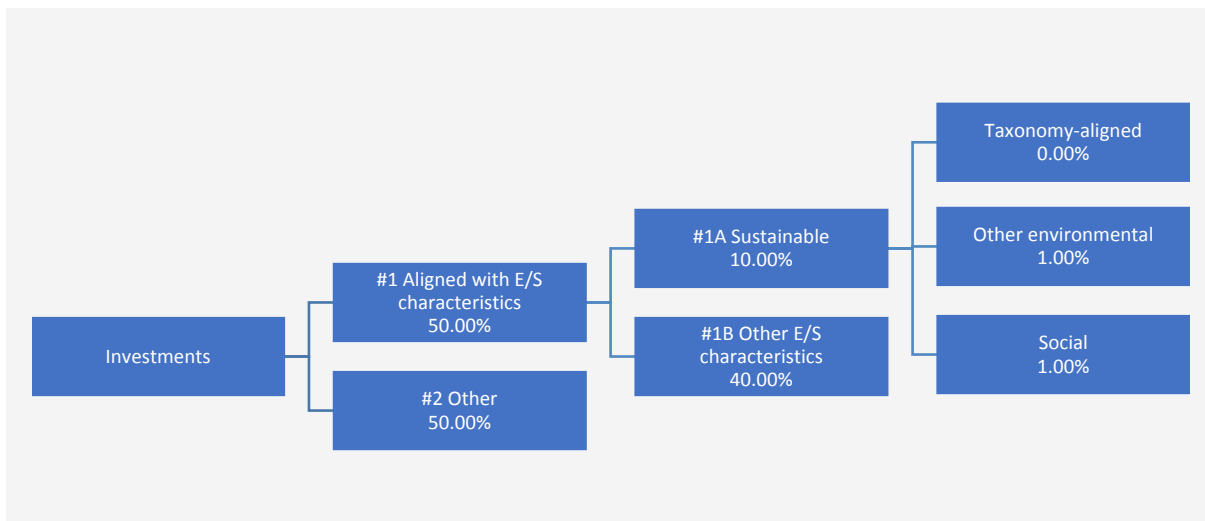 Investments
#1 Aligned with E/S
characteristics
50.00%
#2 Other
50.00%
#1A Sustainable
10.00%
#1B Other E/S
characteristics
40.00%
Taxonomy-aligned
0.00%
Other environmental
1.00%
Social
1.00%